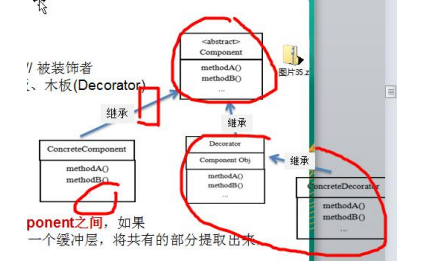 <abstract>
Component
methodA()
methodB()
...
图片35.z
// 被装饰者
木板(Decorator)
继承
继承
ConcreteComponent
methodA()
methodB()
Decorator
Component Obj
methodA()
methodB()
...
继承
ConcreteDecorator
methodA()
methodB()
...
ponent之间，如果
一个缓冲层，将共有的部分提取出来